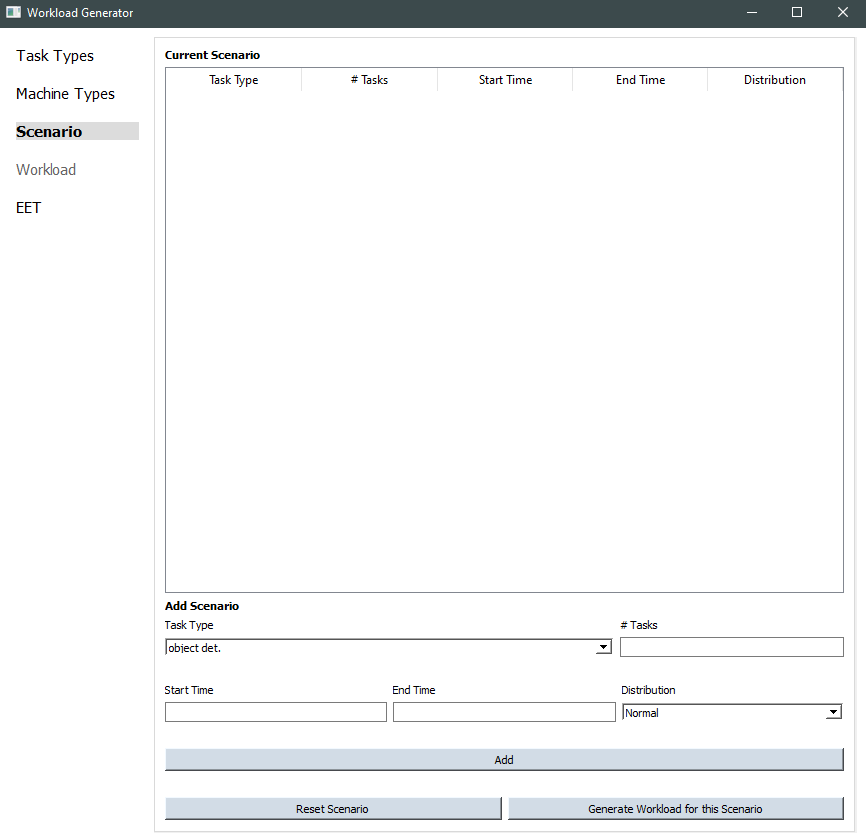 Workload Generator
Task Types
Machine Types
Scenario
Workload
EET
Current Scenario
Task Type # Tasks Start Time End Time Distribution
Add Scenario
Task Type # Tasks
object det.
Start Time End Time Distribution
Normal
Add
Reset Scenario Generate Workload for this Scenario